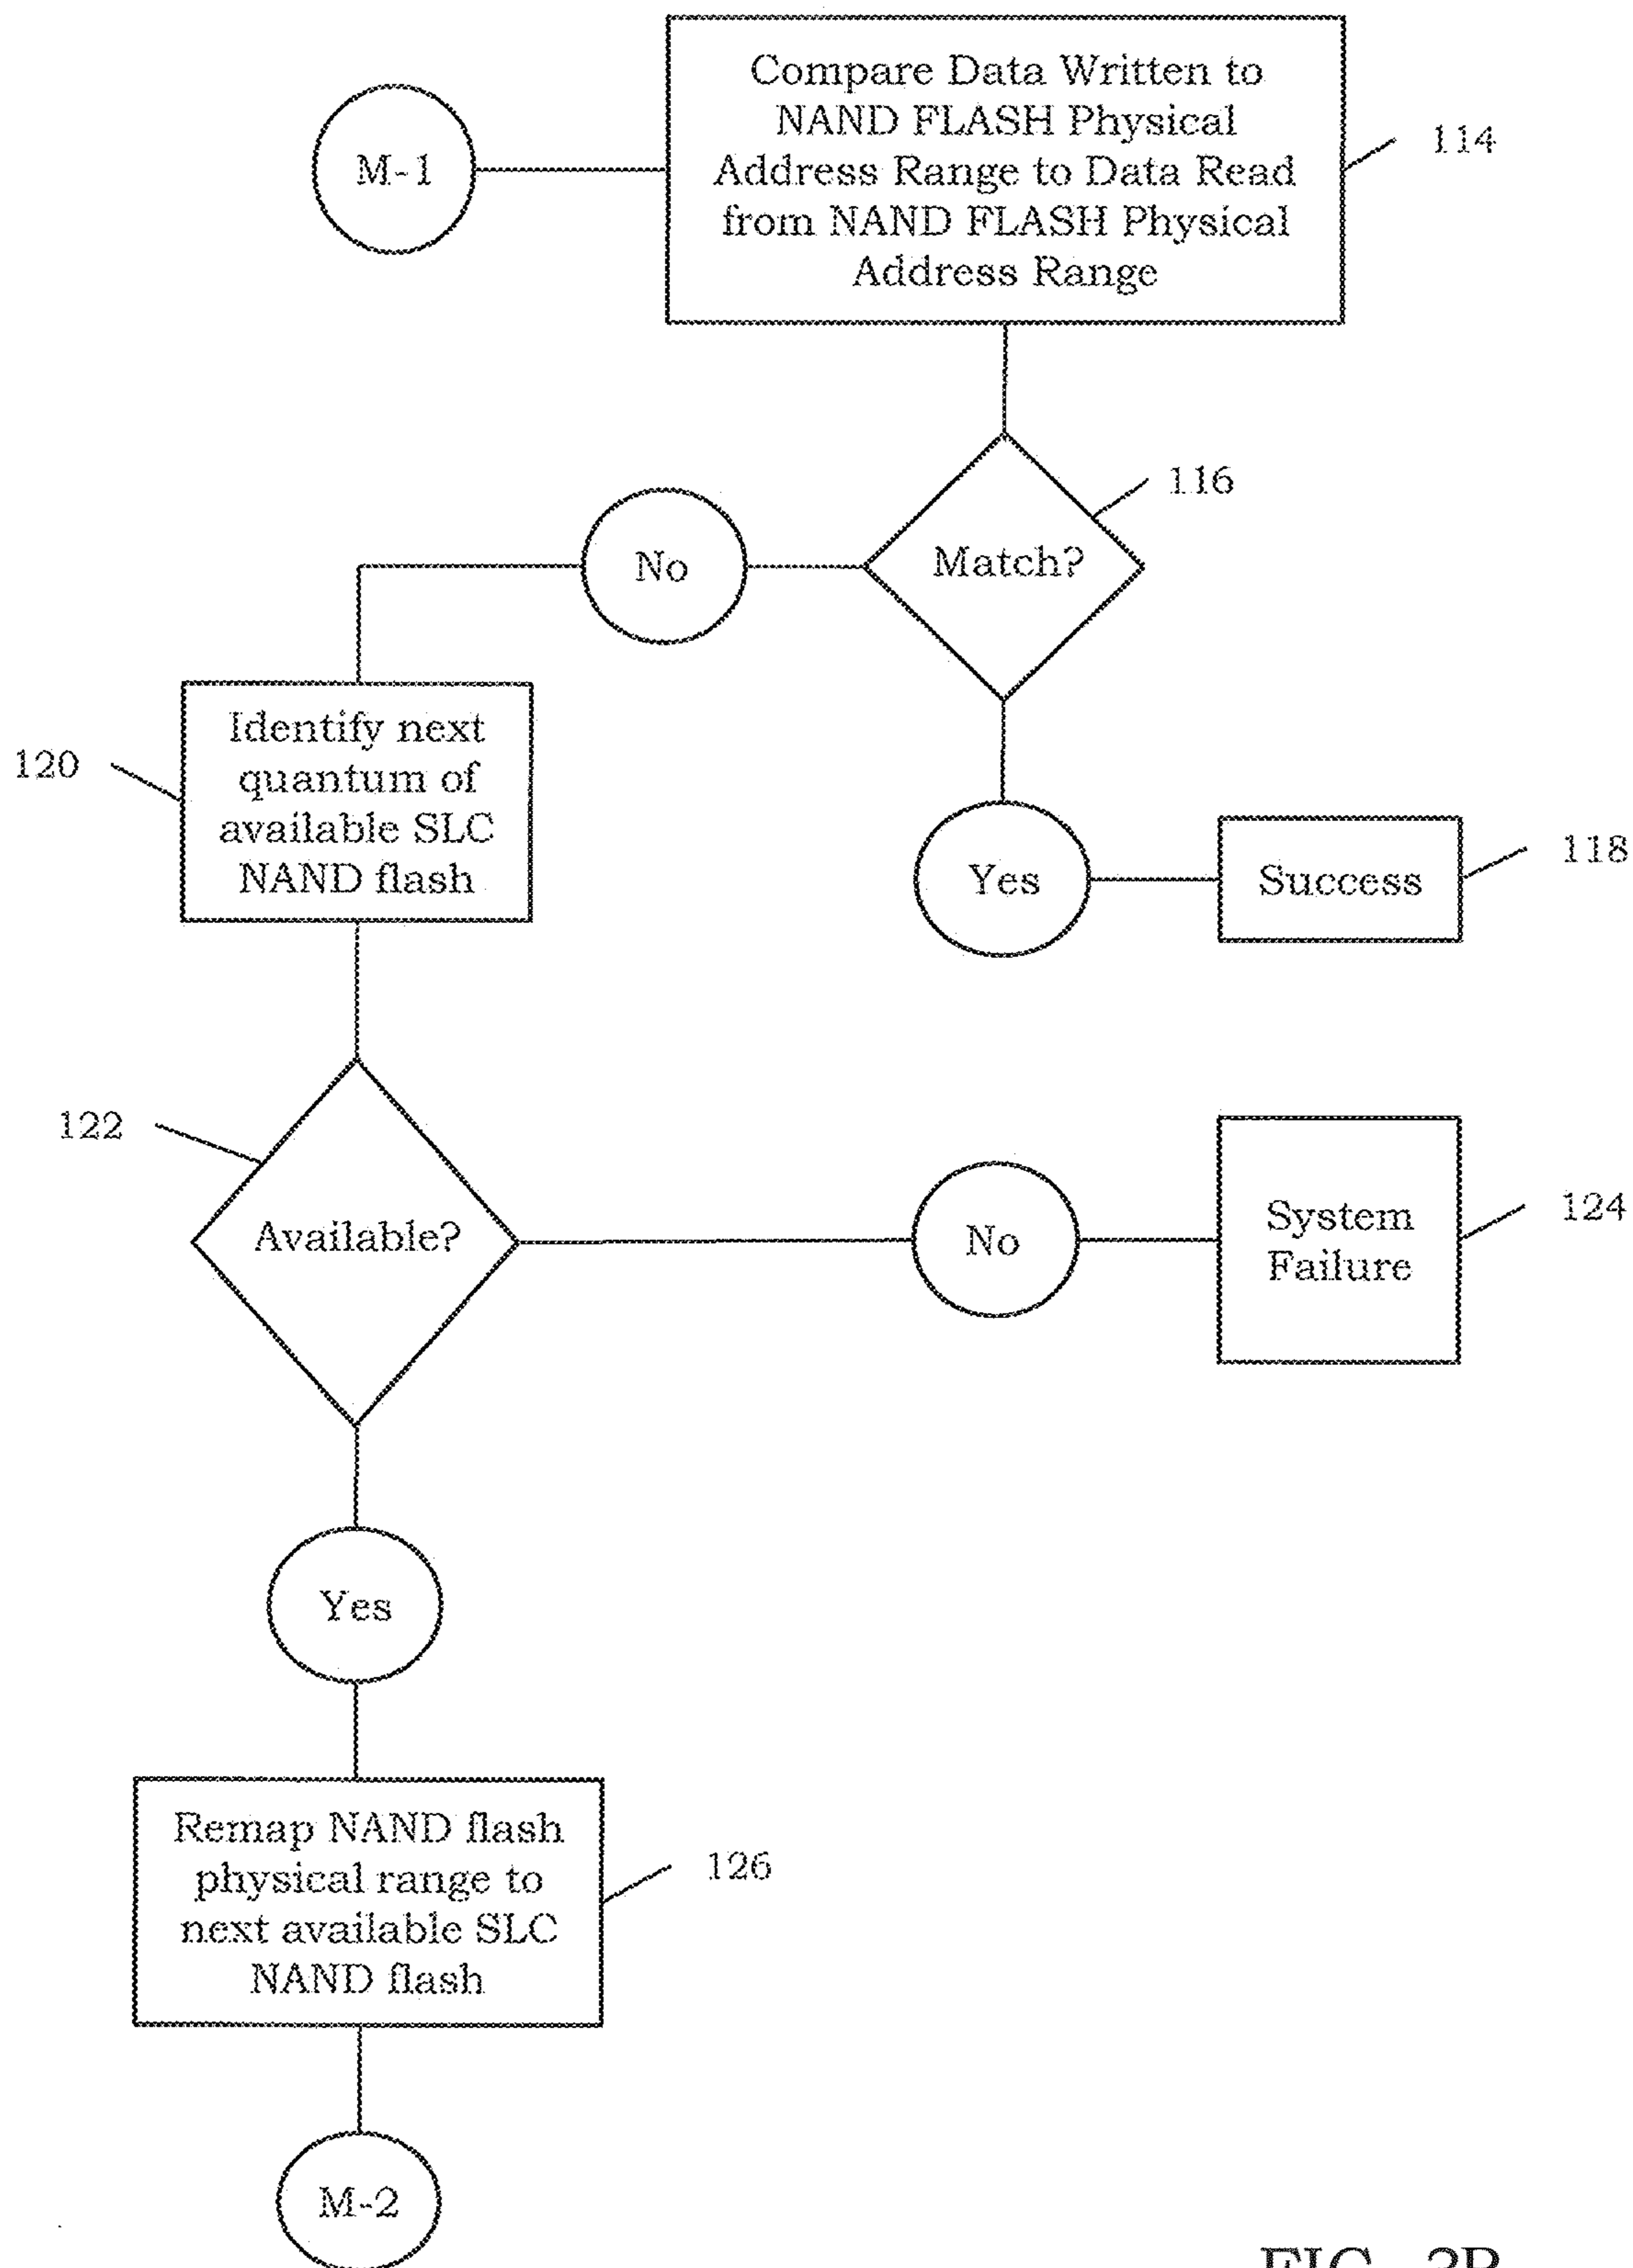 Compare Data Written to
NAND FLASH Physical
Address Range to Data Read
from NAND FLASH Physical
Address Range
114
M-1
116
Match?
No
Identify next
quantum of
available SLC
NAND flash
120
Yes
Success
118
122
Available?
No
System
Failure
124
Yes
Remap NAND flash
physical range to
next available SLC
NAND flash
126
M-2
FIG.